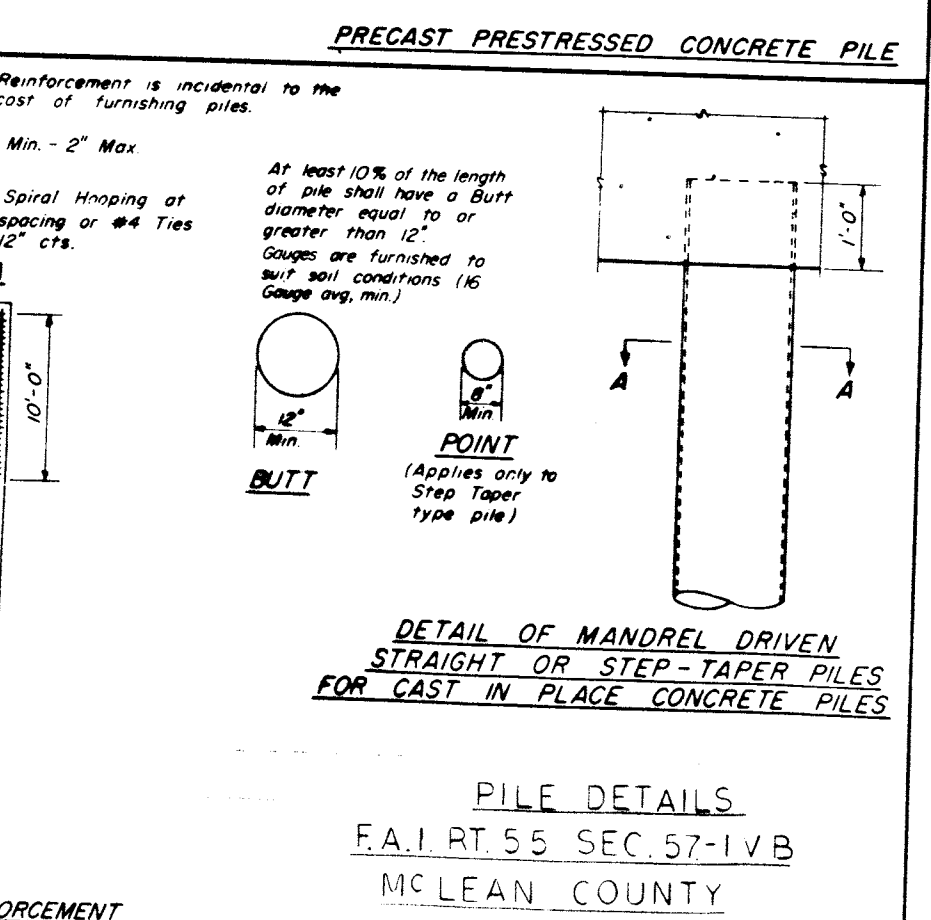 PRECAST PRESTRESSED CONCRETE PILE
Reinforcement is incidental to the
cost of furnishing piles.
Min. - 2" Max.
Spiral Hooping at
spacing or #4 Ties
12" cts.
10'-0"
At least 10% of the length
of pile shall have a Butt
diameter equal to or
greater than 12".
Gauges are furnished to
suit soil conditions (16
Gauge avg, min.)
12"
Min.
BUTT
8"
Min
POINT
(Applies only to
Step Taper
type pile)
1'-0"
A
A
DETAIL OF MANDREL DRIVEN
STRAIGHT OR STEP-TAPER PILES
FOR CAST IN PLACE CONCRETE PILES
PILE DETAILS
F.A.I. RT. 55 SEC. 57-1VB
MCLEAN COUNTY
ORCEMENT